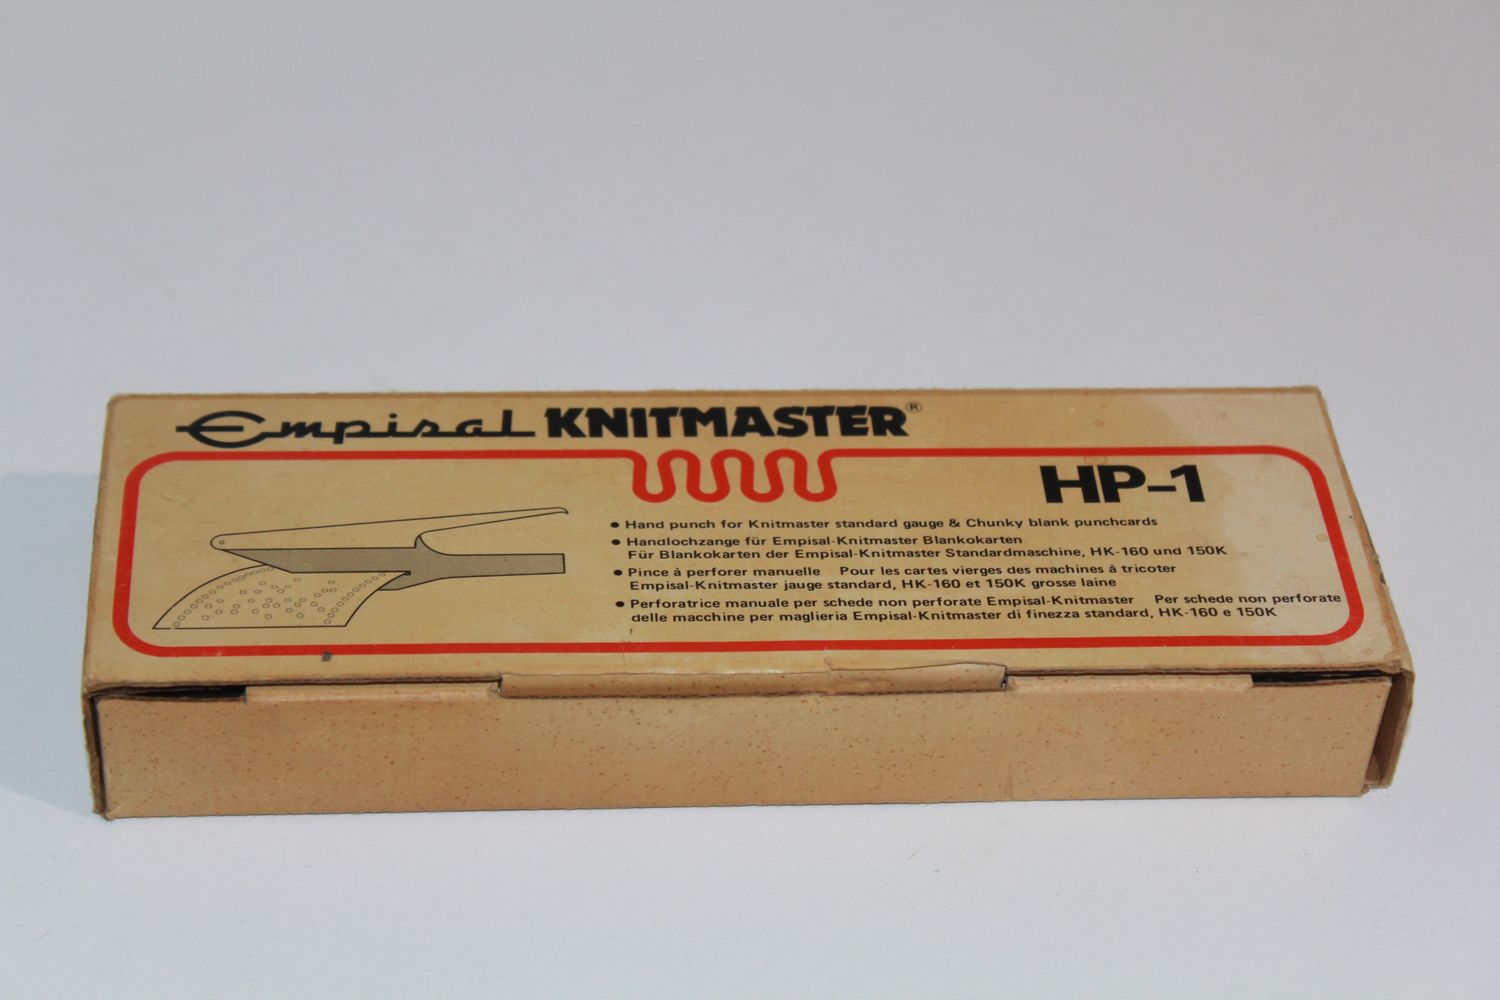 Empisal KNITMASTER®
HP-1
• Hand punch for Knitmaster standard gauge & Chunky blank punchcards
• Handlochzange für Empisal-Knitmaster Blankokarten
Für Blankokarten der Empisal-Knitmaster Standardmaschine, HK-160 und 150K
• Pince à perforer manuelle Pour les cartes vierges des machines à tricoter
Empisal-Knitmaster jauge standard, HK-160 et 150K grosse laine
• Perforatrice manuale per schede non perforate Empisal-Knitmaster Per schede non perforate
delle macchine per maglieria Empisal-Knitmaster di finezza standard, HK-160 e 150K